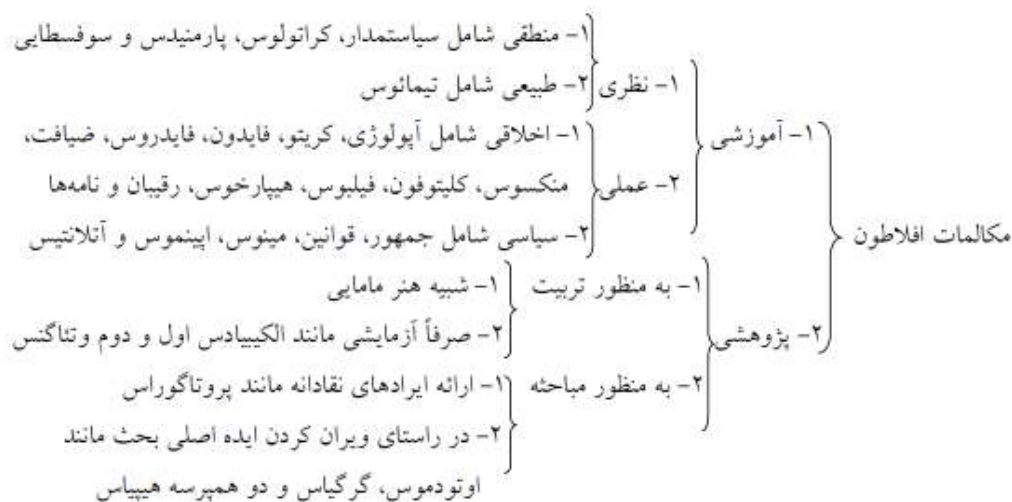 ۱- منطقی شامل سیاستمدار، کراتولوس، پارمنیدس و سوفسطایی
۱- نظری
۲- طبیعی شامل تیمائوس
۱- آموزشی
۱- اخلاقی شامل آپولوژی، کریتو، فایدون، فایدروس، ضیافت،
۲- عملی
منکسوس، کلیتوفون، فیلبوس، هیپارخوس، رقیبان و نامه‌ها
۲- سیاسی شامل جمهور، قوانین، مینوس، اپینموس و آتلانتیس
مکالمات افلاطون
۱- به منظور تربیت
۱- شبیه هنر مامایی
۲- پژوهشی
۲- صرفاً آزمایشی مانند الکیبیادس اول و دوم وتئاگنس
۲- به منظور مباحثه
۱- ارائه ایرادهای نقادانه مانند پروتاگوراس
۲- در راستای ویران کردن ایده اصلی بحث مانند
اوتودموس، گرگیاس و دو همپرسه هیپیاس